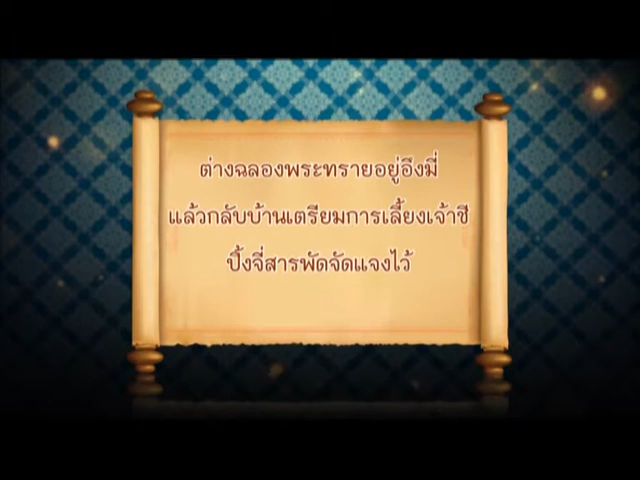 ต่างฉลองพระทรายอยู่อึงมี่
แล้วกลับบ้านเตรียมการเลี้ยงเจ้าชี
ปิ้งจี่สารพัดจัดแจงไว้